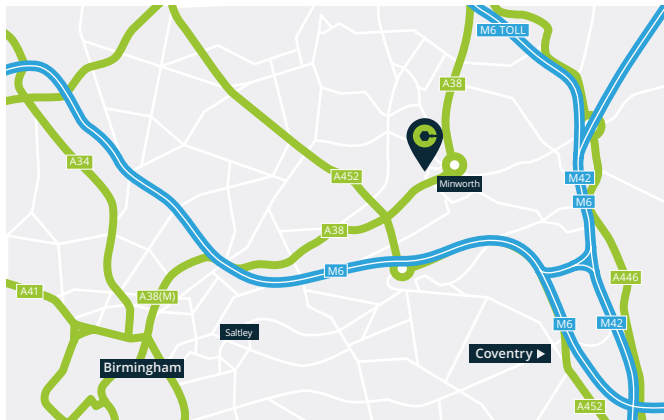 M6 TOLL
A38
A34
A452
M42
Minworth
M6
A38
M6
A446
A41
A38(M)
M6
M42
Saltley
Coventry
Birmingham
A452